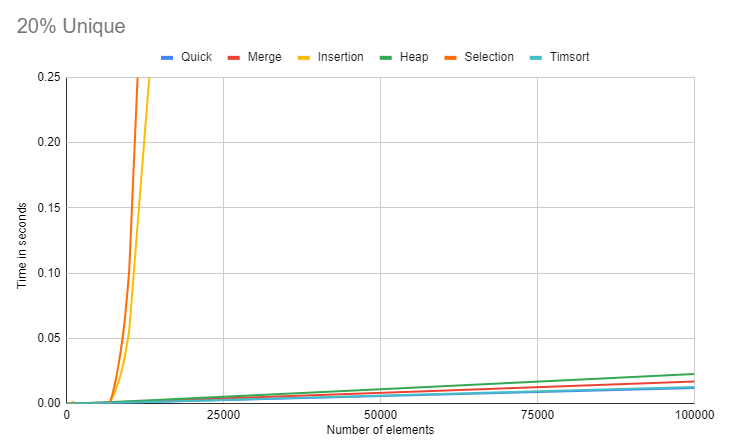 20% Unique
Quick Merge Insertion Heap Selection Timsort
0.25
0.20
0.15
0.10
0.05
0.00
Time in seconds
0 25000 50000 75000 100000
Number of elements